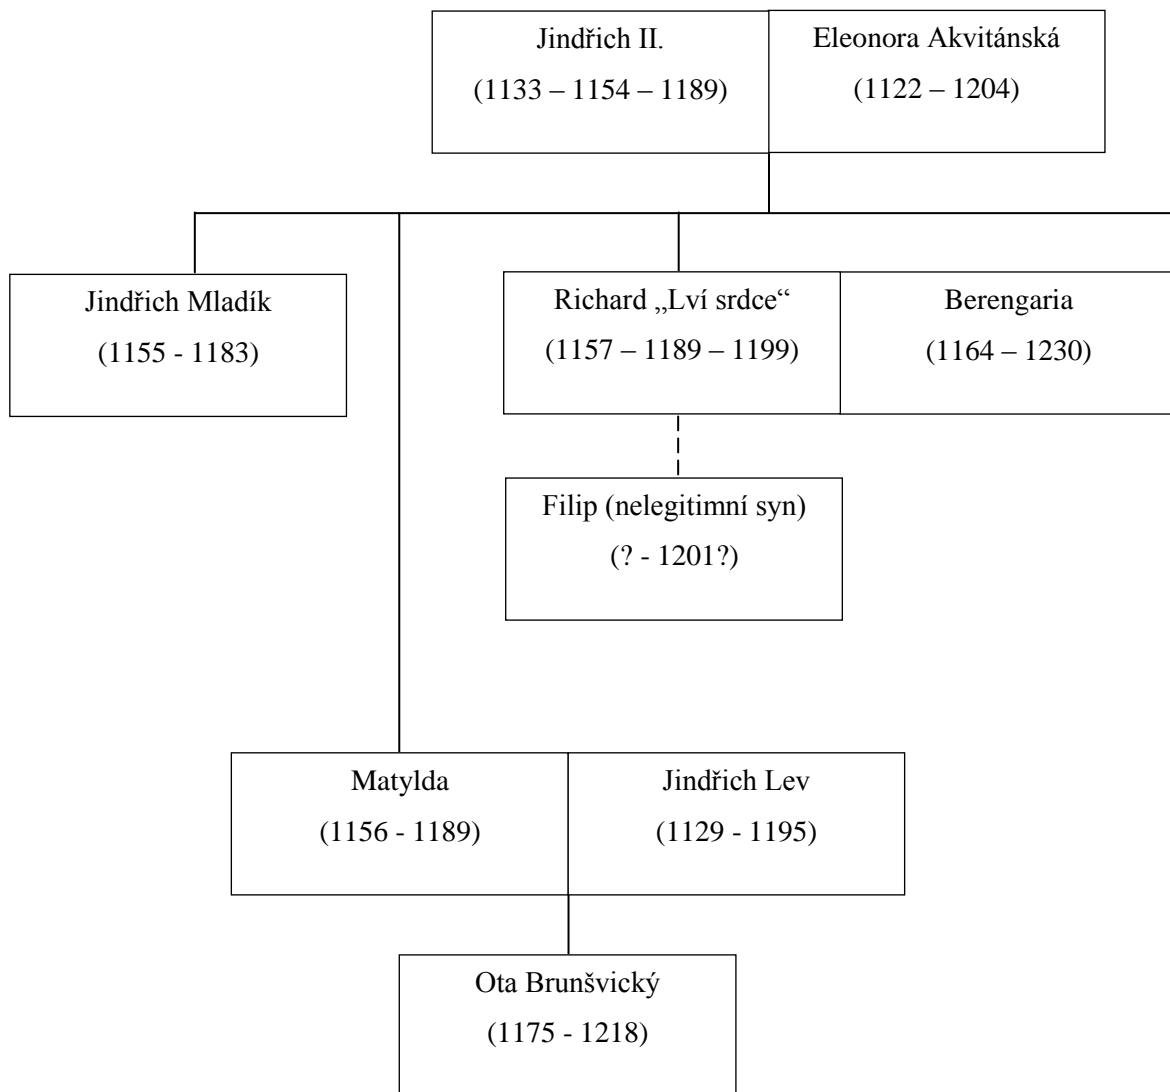 Jindřich II.
(1133 – 1154 – 1189)
Eleonora Akvitánská
(1122 – 1204)
Jindřich Mladík
(1155 - 1183)
Richard „Lví srdce“
(1157 – 1189 – 1199)
Berengaria
(1164 – 1230)
Filip (nelegitimní syn)
(? - 1201?)
Matylda
(1156 - 1189)
Jindřich Lev
(1129 - 1195)
Ota Brunšvický
(1175 - 1218)